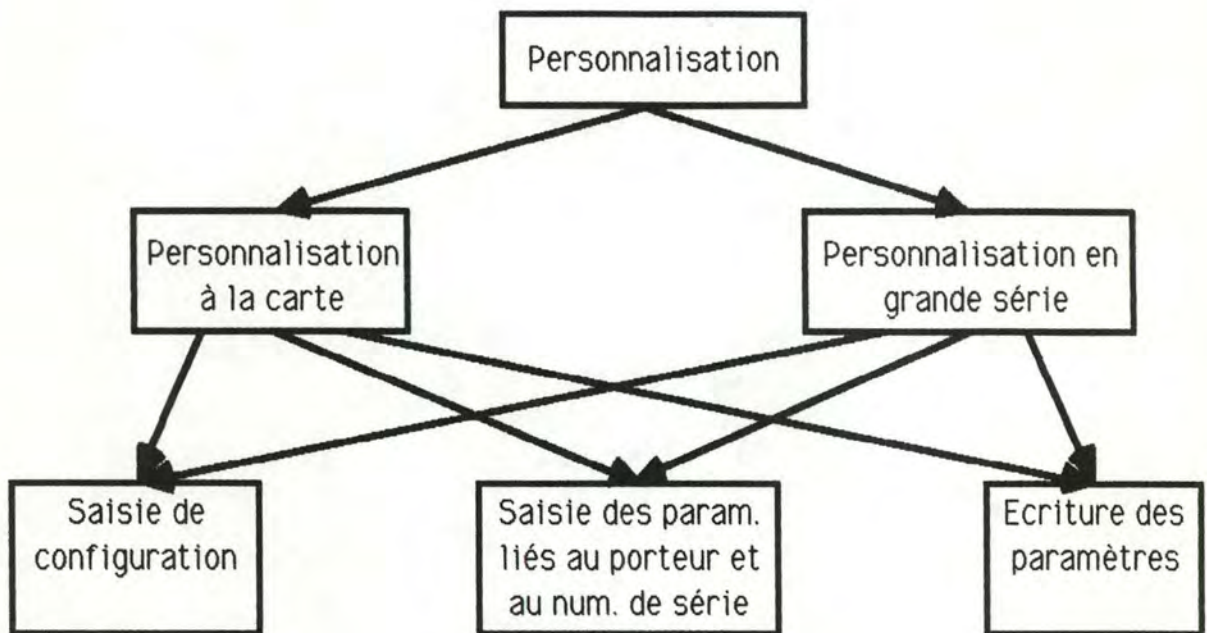 Personnalisation
Personnalisation
à la carte
Personnalisation en
grande série
Saisie de
configuration
Saisie des param.
liés au porteur et
au num. de série
Ecriture des
paramètres